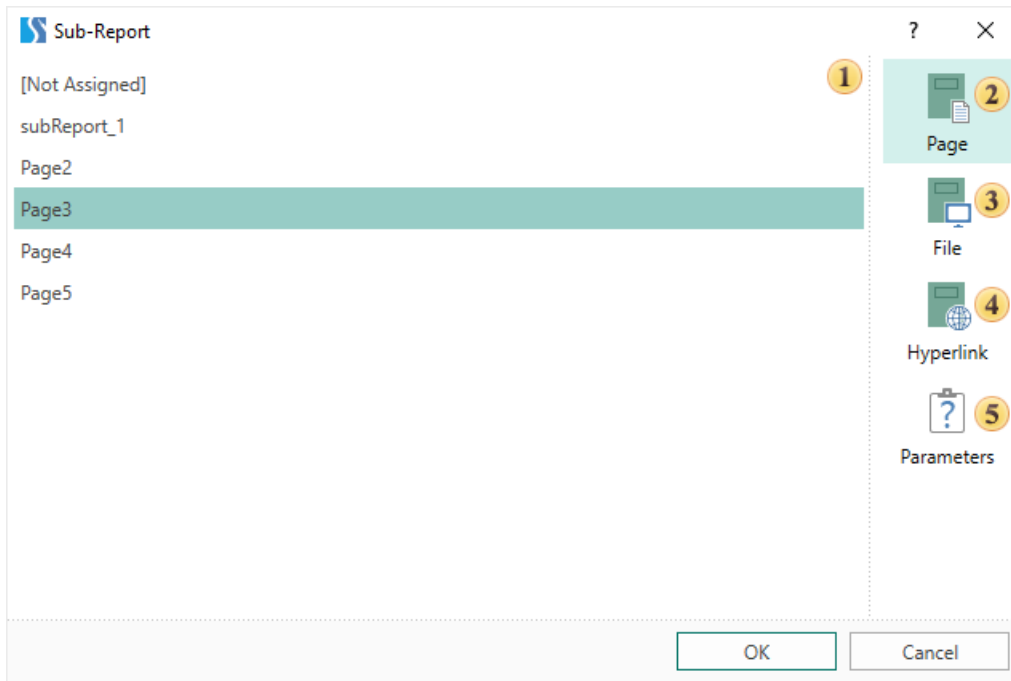 Sub-Report ? ×
[Not Assigned] 1
subReport_1
Page2
Page3
Page4
Page5
2
Page
3
File
4
Hyperlink
? 5
Parameters
OK Cancel